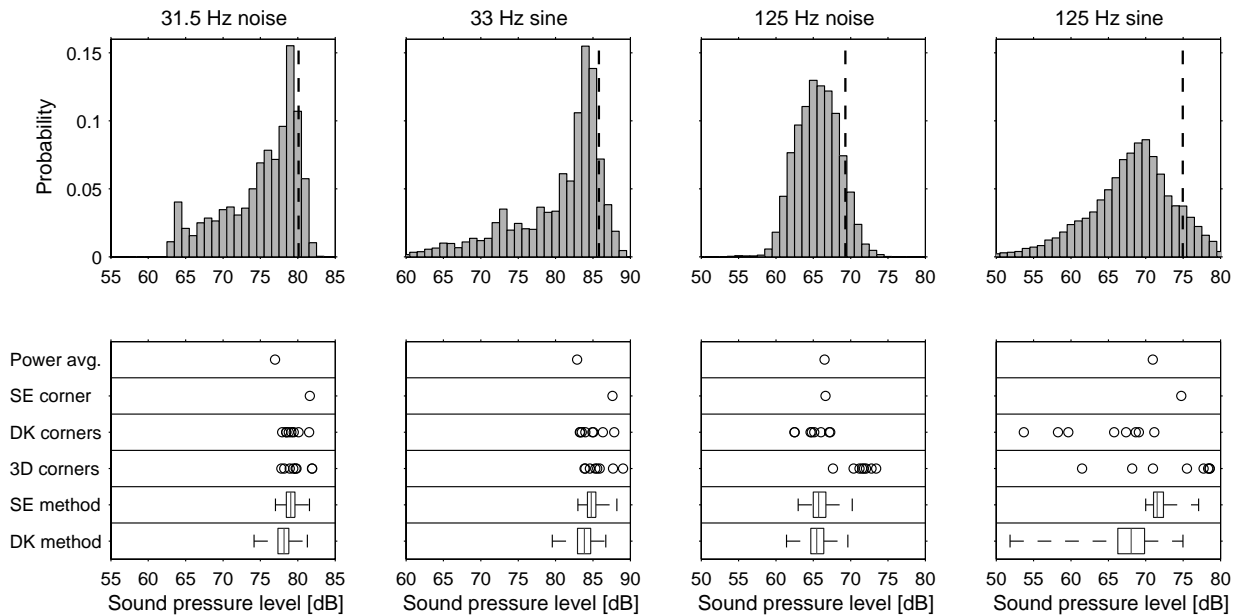 31.5 Hz noise 33 Hz sine 125 Hz noise 125 Hz sine
0.15
0.1
0.05
0
Probability
55 60 65 70 75 80 85 60 65 70 75 80 85 90 50 55 60 65 70 75 80 50 55 60 65 70 75 80
Power avg.
SE corner
DK corners
3D corners
SE method
DK method
55 60 65 70 75 80 85 60 65 70 75 80 85 90 50 55 60 65 70 75 80 50 55 60 65 70 75 80
Sound pressure level [dB] Sound pressure level [dB] Sound pressure level [dB] Sound pressure level [dB]